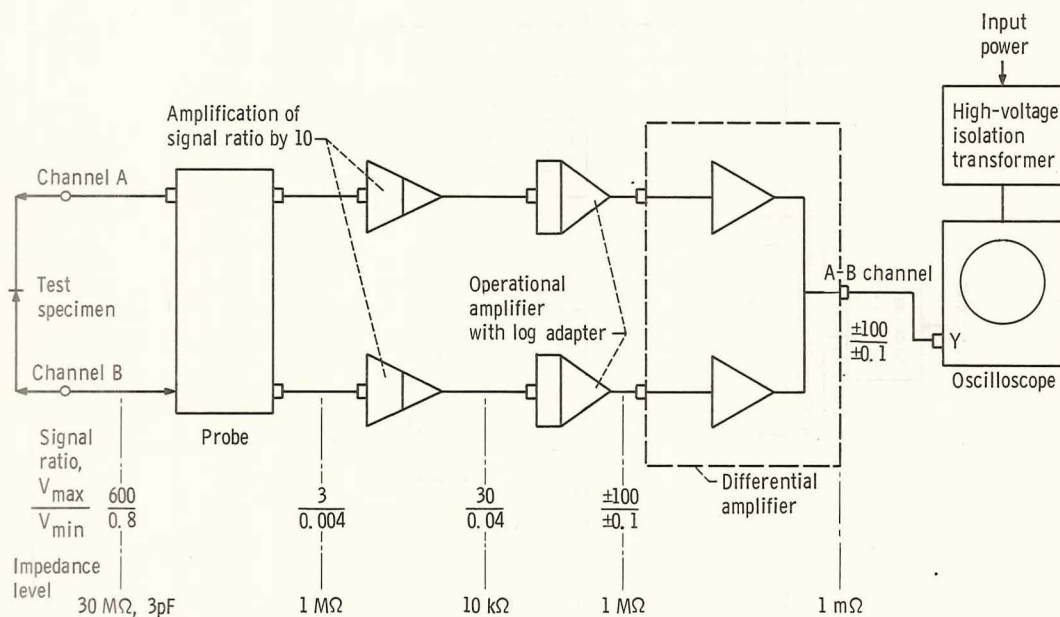 Input
power
High-voltage
isolation
transformer
Amplification of
signal ratio by 10
Channel A
Test
specimen
Operational
amplifier
with log adapter
A-B channel
±100
±0.1
Y
Oscilloscope
Channel B
Probe
Differential
amplifier
Signal
ratio,
V max
V min
600
0.8
3
0.004
30
0.04
±100
±0.1
Impedance
level
30 MΩ, 3pF
1 MΩ
10 kΩ
1 MΩ
1 mΩ